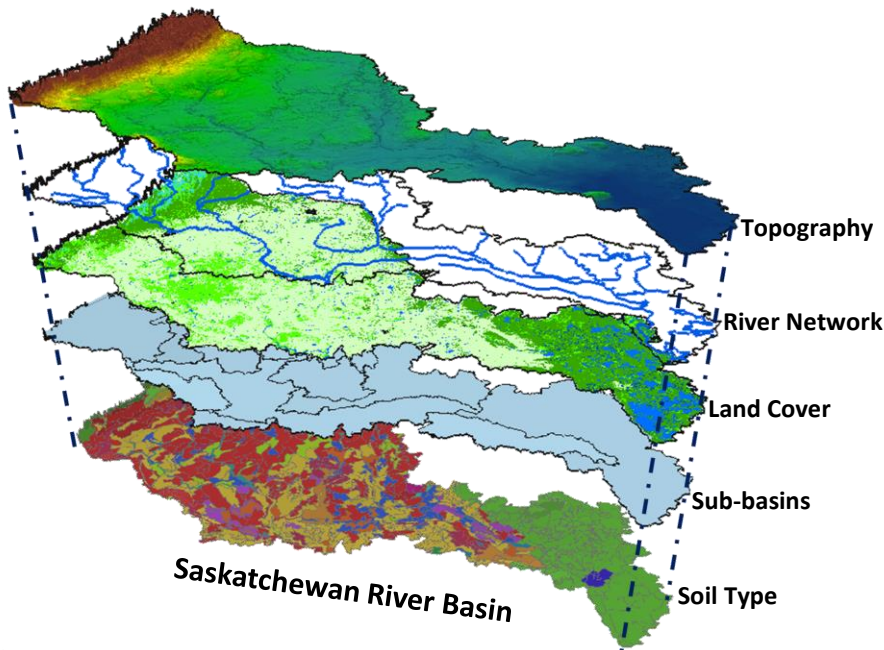 Topography
River Network
Land Cover
Sub-basins
Soil Type
Saskatchewan River Basin